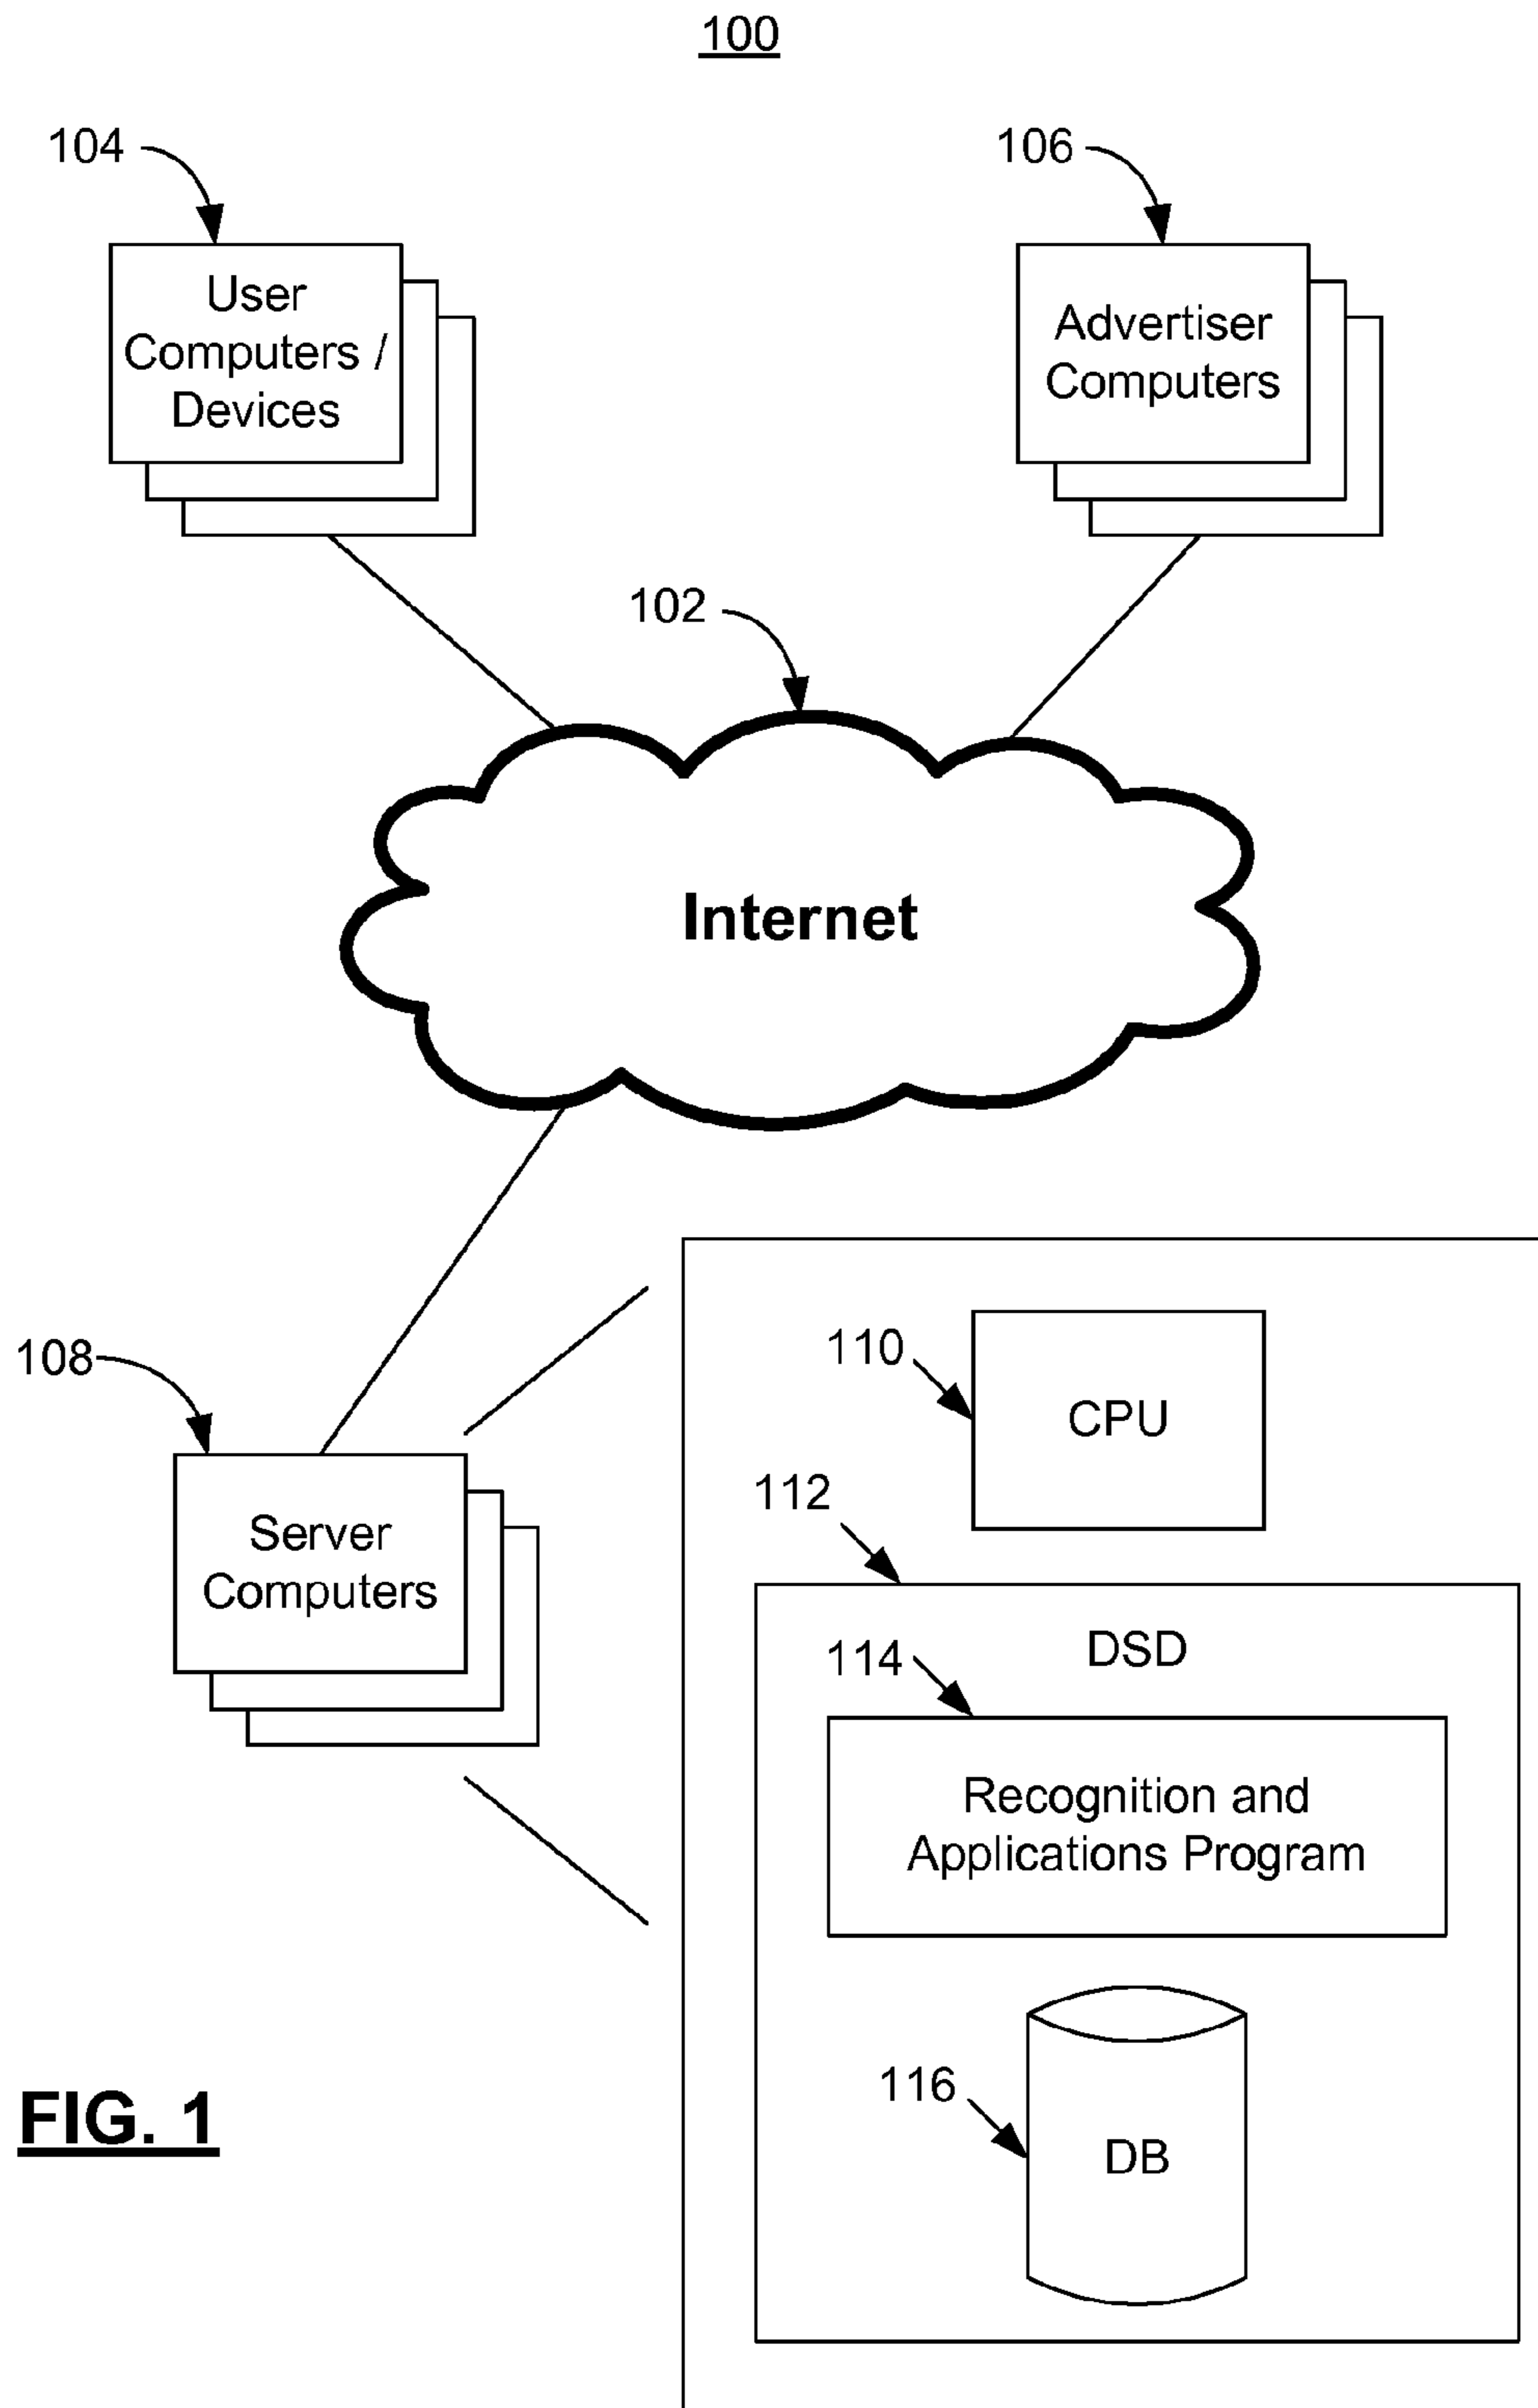 100
104
106
User
Computers /
Devices
Advertiser
Computers
102
Internet
108
110
CPU
Server
Computers
112
DSD
114
Recognition and
Applications Program
116
DB
FIG. 1